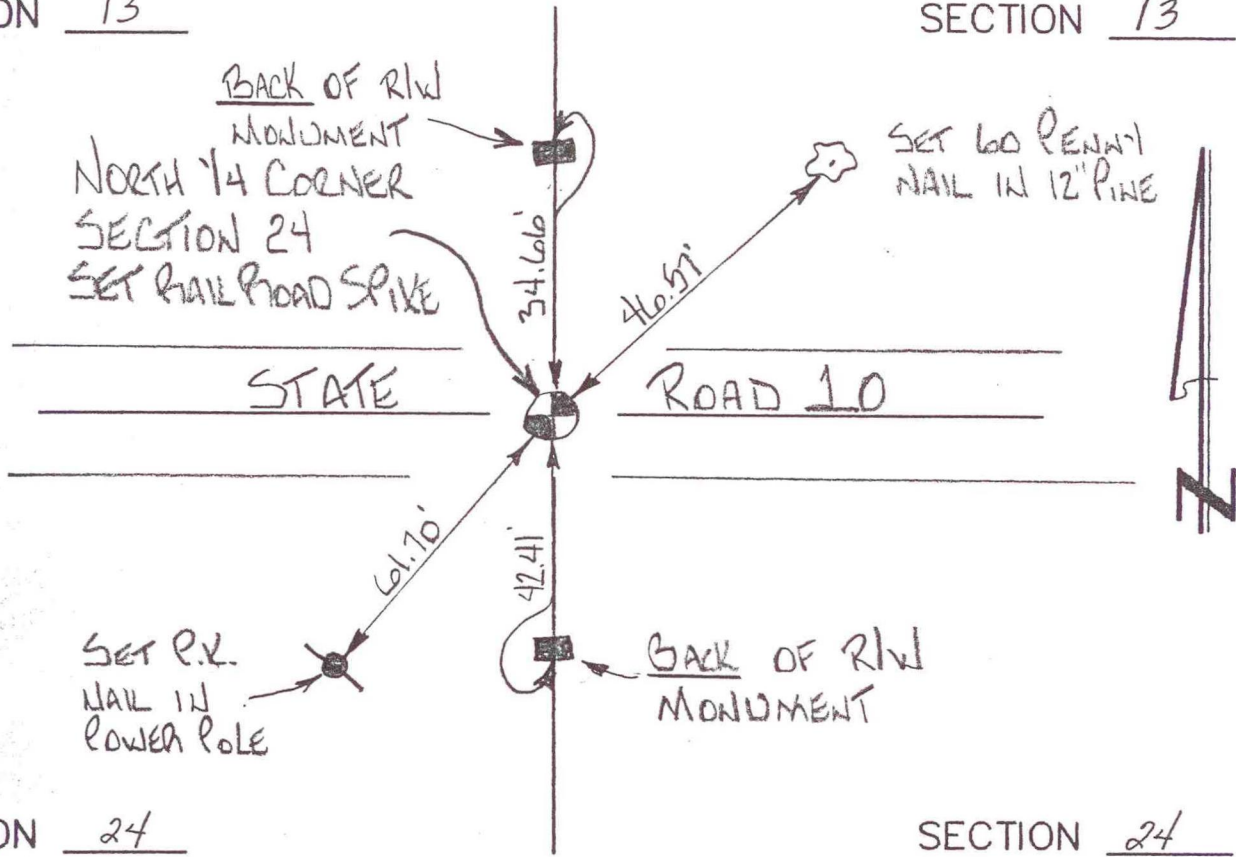 ON 13
SECTION 13
BACK OF R/W
MONUMENT
NORTH 1/4 CORNER
SECTION 24
SET RAIL ROAD SPIKE
SET 60 PENNY
NAIL IN 12" PINE
34.66'
46.57'
STATE ROAD 10
N
61.70'
42.41'
SET P.K.
NAIL IN
POWER POLE
BACK OF R/W
MONUMENT
ON 24
SECTION 24